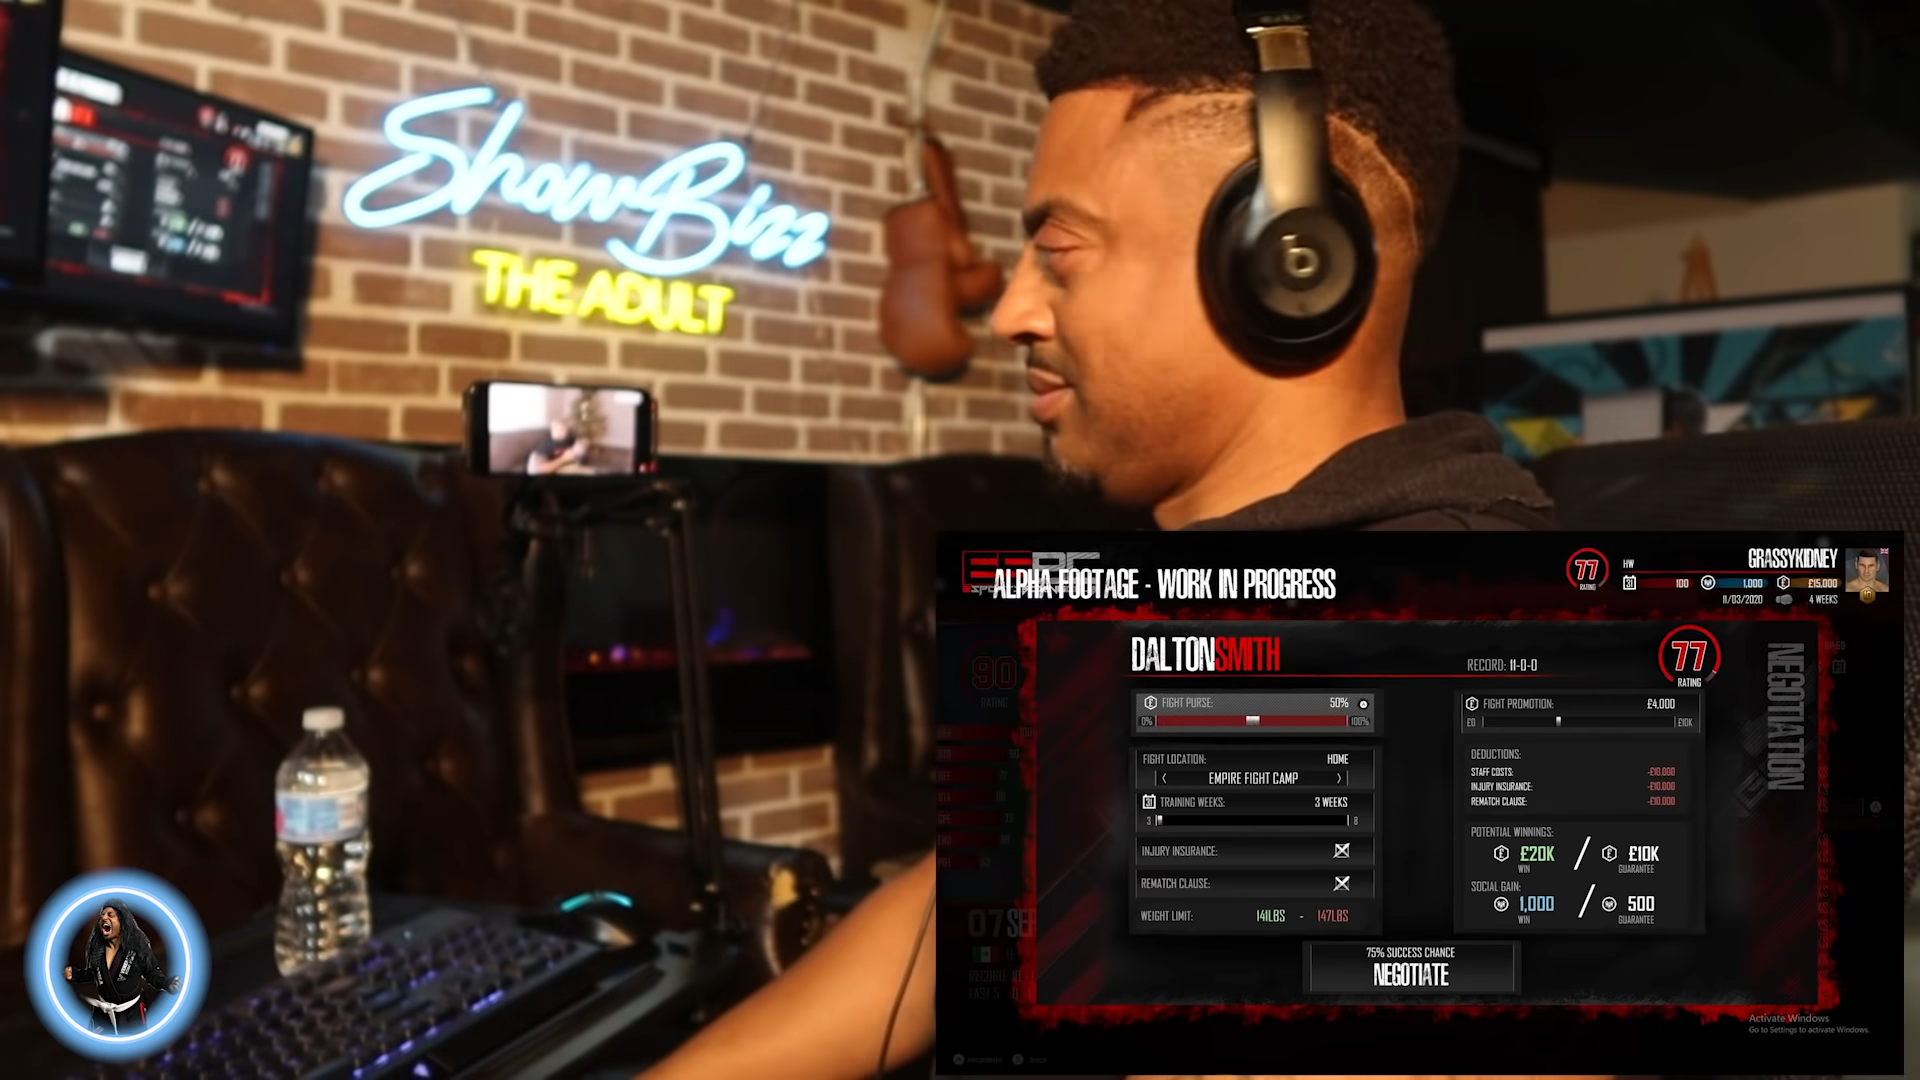 ShowBizz
THE ADULT
b
ALPHA FOOTAGE - WORK IN PROGRESS
77
RATING
HW
GRASSYKIDNEY
31
100
1,000
£15,000
11/03/2020
4 WEEKS
DALTONSMITH
RECORD: 11-0-0
77
RATING
NEGOTIATION
90
RATING
FIGHT PURSE:
50%
0%
100%
FIGHT LOCATION:
HOME
EMPIRE FIGHT CAMP
31
TRAINING WEEKS:
3 WEEKS
3
8
INJURY INSURANCE:
REMATCH CLAUSE:
WEIGHT LIMIT:
141LBS - 147LBS
FIGHT PROMOTION:
£4,000
£0
£10K
DEDUCTIONS:
STAFF COSTS:
-£10,000
INJURY INSURANCE:
-£10,000
REMATCH CLAUSE:
-£10,000
POTENTIAL WINNINGS:
£20K / £10K
WIN
GUARANTEE
SOCIAL GAIN:
1,000 / 500
WIN
GUARANTEE
75% SUCCESS CHANCE
NEGOTIATE
Activate Windows
Go to Settings to activate Windows.